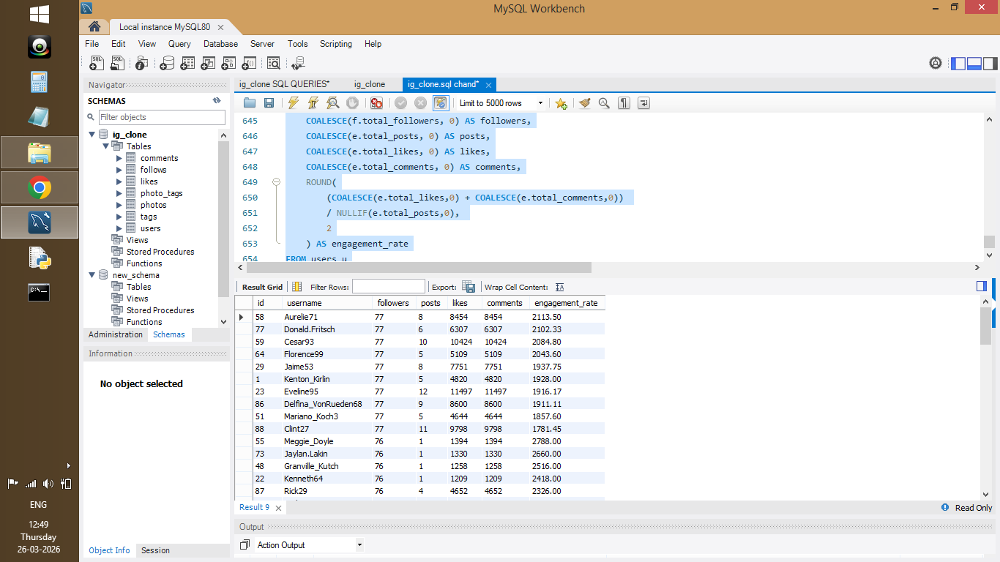 MySQL Workbench
Local instance MySQL80
File Edit View Query Database Server Tools Scripting Help
Navigator
SCHEMAS
Filter objects
ig_clone
Tables
comments
follows
likes
photo_tags
photos
tags
users
Views
Stored Procedures
Functions
new_schema
Tables
Views
Stored Procedures
Functions
Administration Schemas
Information
No object selected
Object Info Session
ig_clone SQL QUERIES* ig_clone ig_clone.sql chand*
Limit to 5000 rows
645 COALESCE(f.total_followers, 0) AS followers,
646 COALESCE(e.total_posts, 0) AS posts,
647 COALESCE(e.total_likes, 0) AS likes,
648 COALESCE(e.total_comments, 0) AS comments,
649 ROUND(
650 (COALESCE(e.total_likes,0) + COALESCE(e.total_comments,0))
651 / NULLIF(e.total_posts,0),
652 2
653 ) AS engagement_rate
654 FROM users u
Result Grid Filter Rows: Export: Wrap Cell Content:
id username followers posts likes comments engagement_rate
58 Aurelie71 77 8 8454 8454 2113.50
77 Donald.Fritsch 77 6 6307 6307 2102.33
59 Cesar93 77 10 10424 10424 2084.80
64 Florence99 77 5 5109 5109 2043.60
29 Jaime53 77 8 7751 7751 1937.75
1 Kenton_Kirlin 77 5 4820 4820 1928.00
23 Eveline95 77 12 11497 11497 1916.17
86 Delfina_VonRueden68 77 9 8600 8600 1911.11
51 Mariano_Koch3 77 5 4644 4644 1857.60
88 Clint27 77 11 9798 9798 1781.45
55 Meggie_Doyle 76 1 1394 1394 2788.00
73 Jaylan.Lakin 76 1 1330 1330 2660.00
48 Granville_Kutch 76 1 1258 1258 2516.00
22 Kenneth64 76 1 1209 1209 2418.00
87 Rick29 76 4 4652 4652 2326.00
Result 9
Read Only
Output
Action Output
ENG
12:49
Thursday
26-03-2026